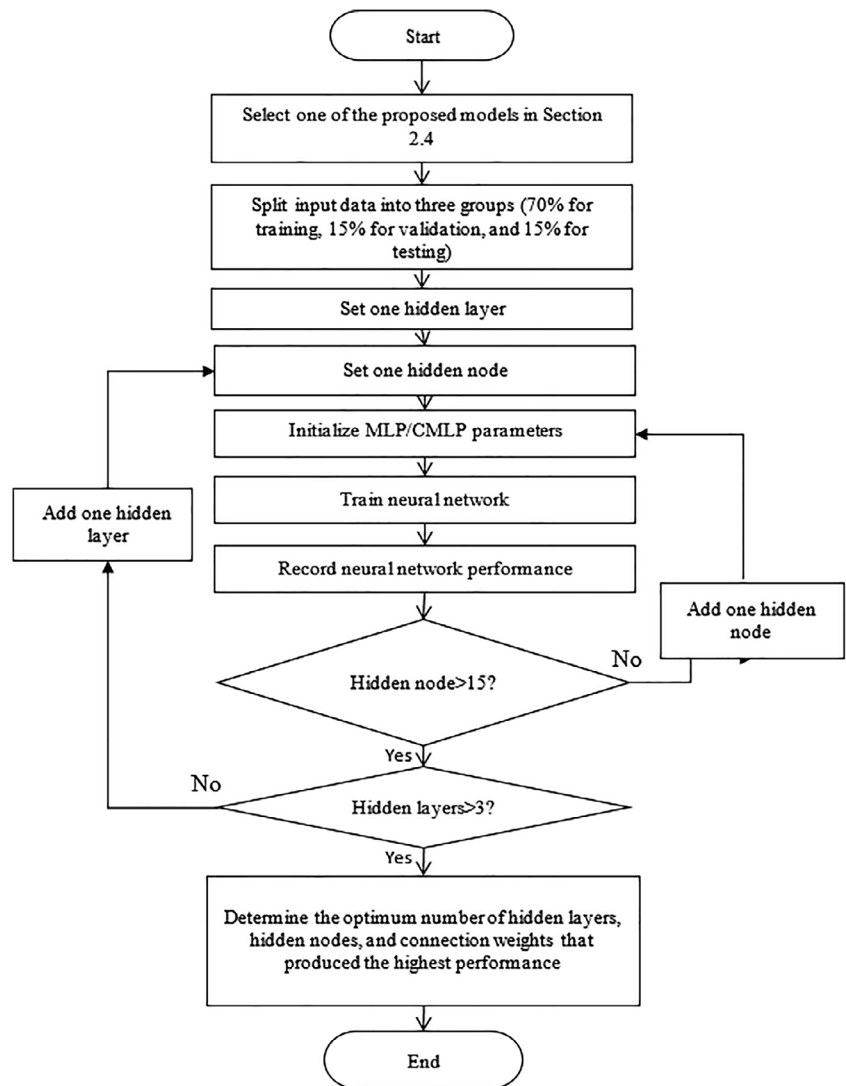 Start
Select one of the proposed models in Section
2.4
Split input data into three groups (70% for
training, 15% for validation, and 15% for
testing)
Set one hidden layer
Set one hidden node
Initialize MLP/CMLP parameters
Train neural network
Add one hidden
layer
Record neural network performance
Add one hidden
node
No
Hidden node>15?
Yes
No
Hidden layers>3?
Yes
Determine the optimum number of hidden layers,
hidden nodes, and connection weights that
produced the highest performance
End